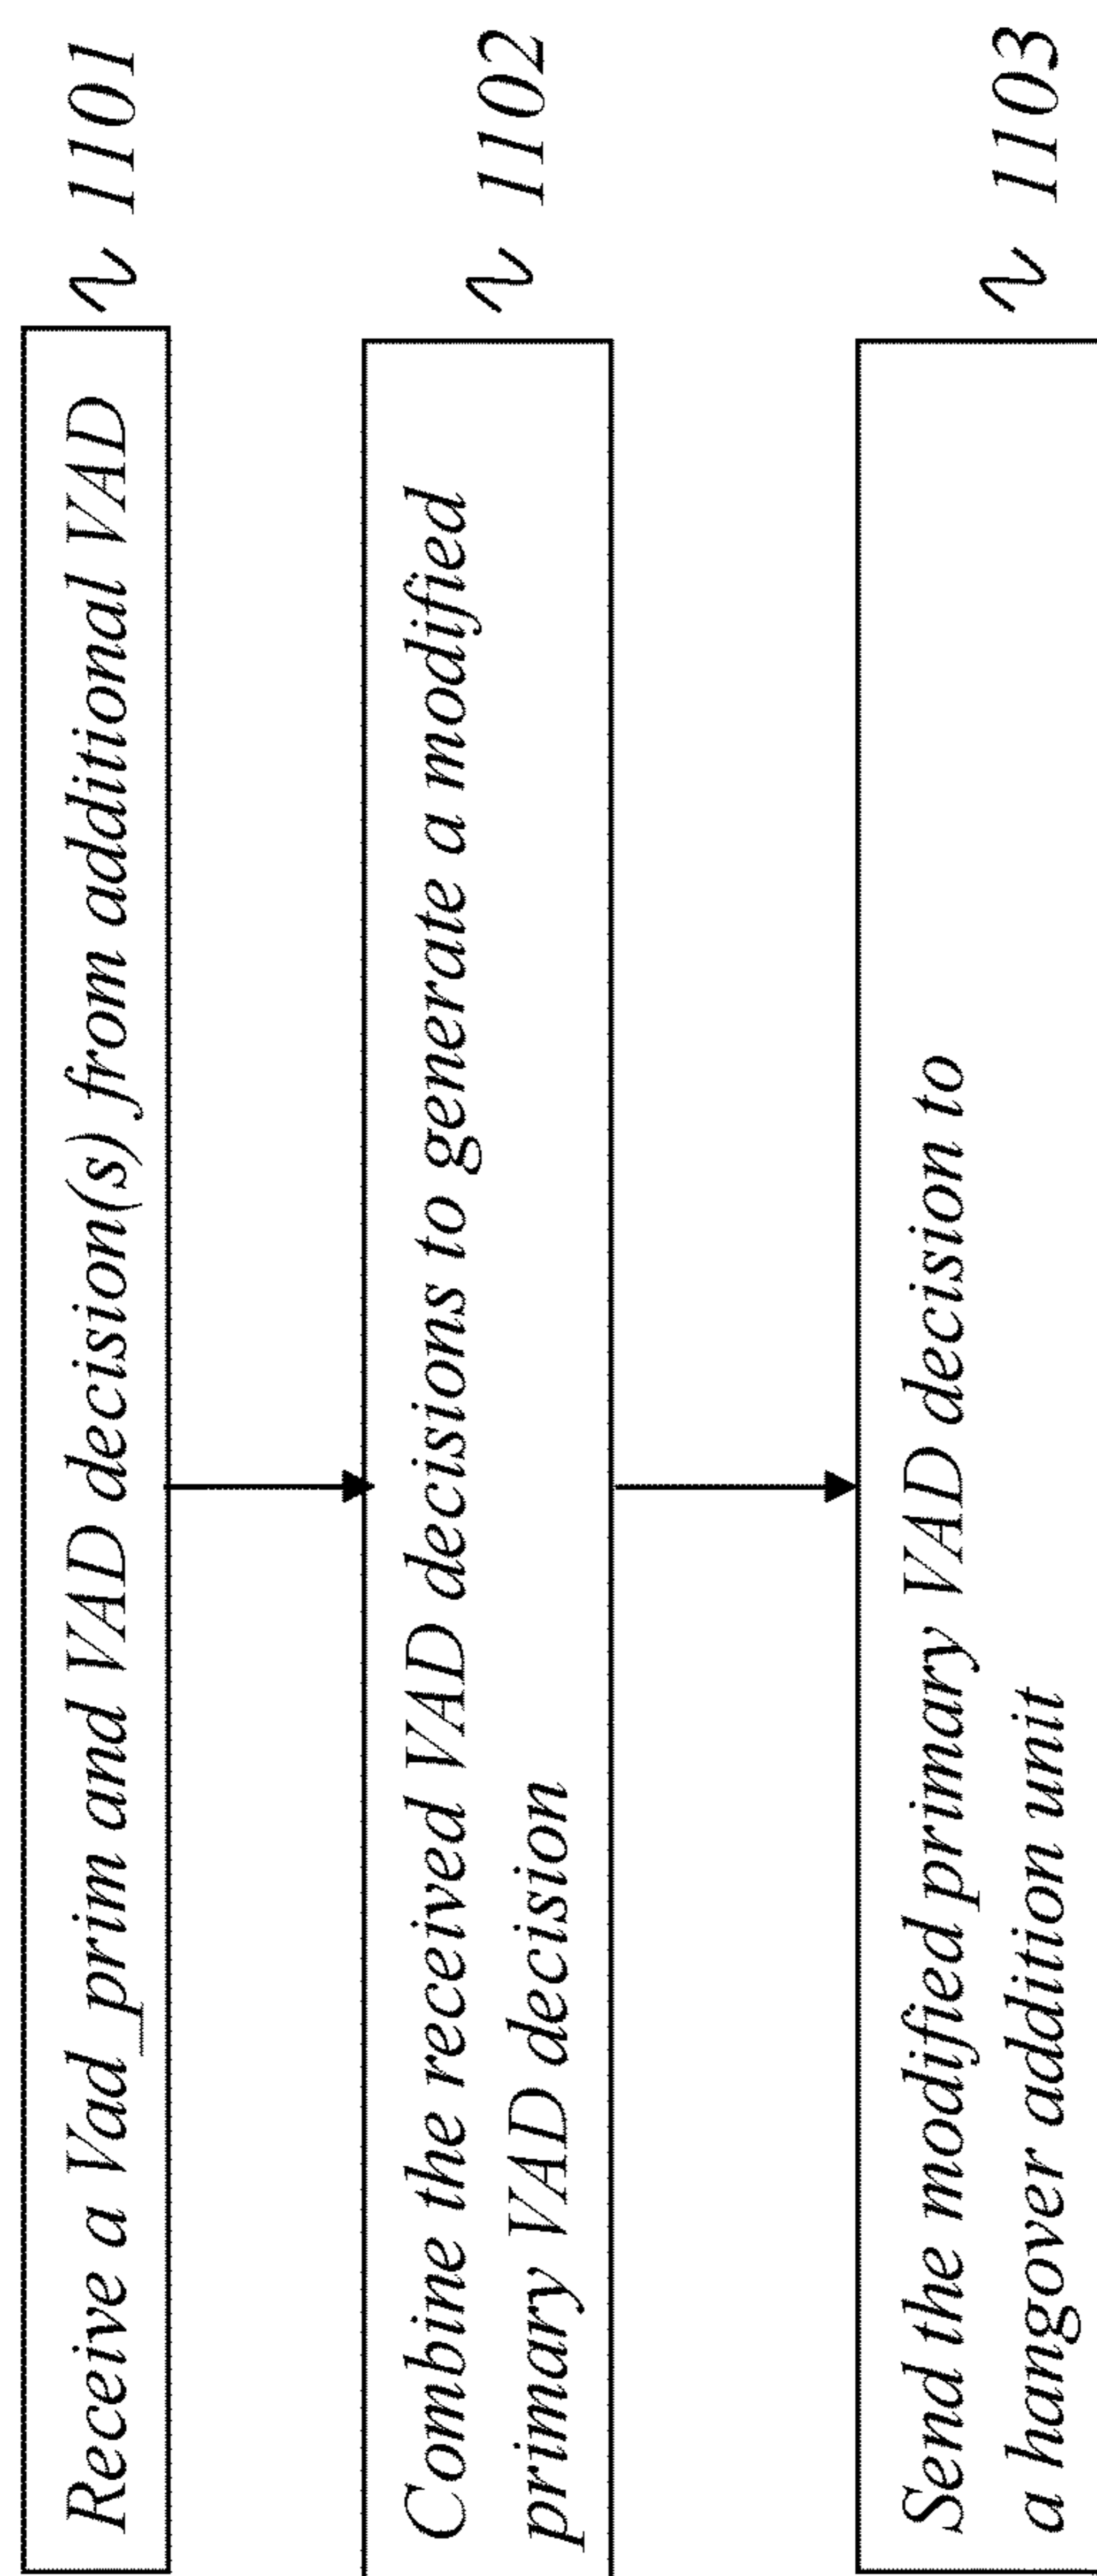 Receive a Vad_prim and VAD decision(s) from additional VAD
1101
Combine the received VAD decisions to generate a modified
primary VAD decision
1102
Send the modified primary VAD decision to
a hangover addition unit
1103